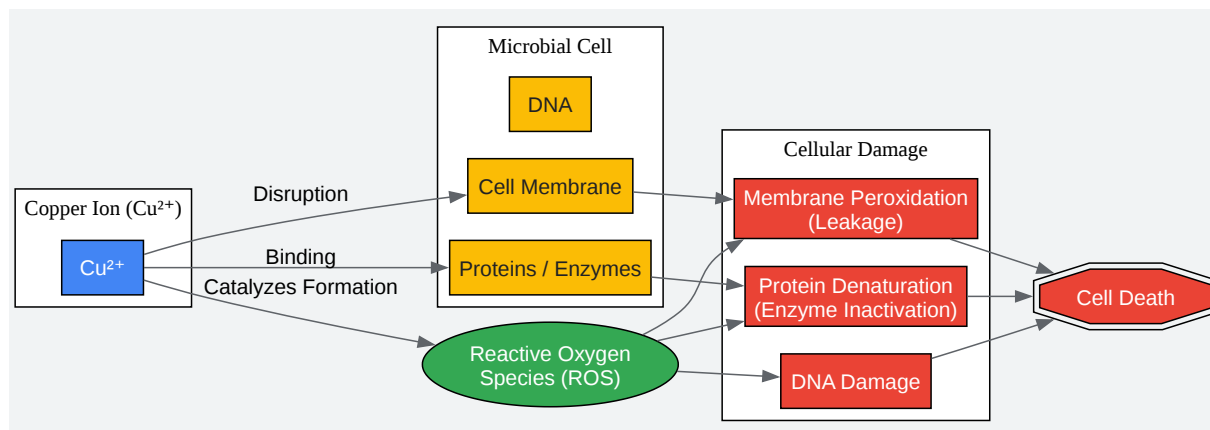 Microbial Cell
DNA
Cellular Damage
Cell Membrane
Disruption
Membrane Peroxidation
(Leakage)
Copper Ion (Cu²⁺)
Cu²⁺
Binding
Proteins / Enzymes
Catalyzes Formation
Protein Denaturation
(Enzyme Inactivation)
Cell Death
Reactive Oxygen
Species (ROS)
DNA Damage